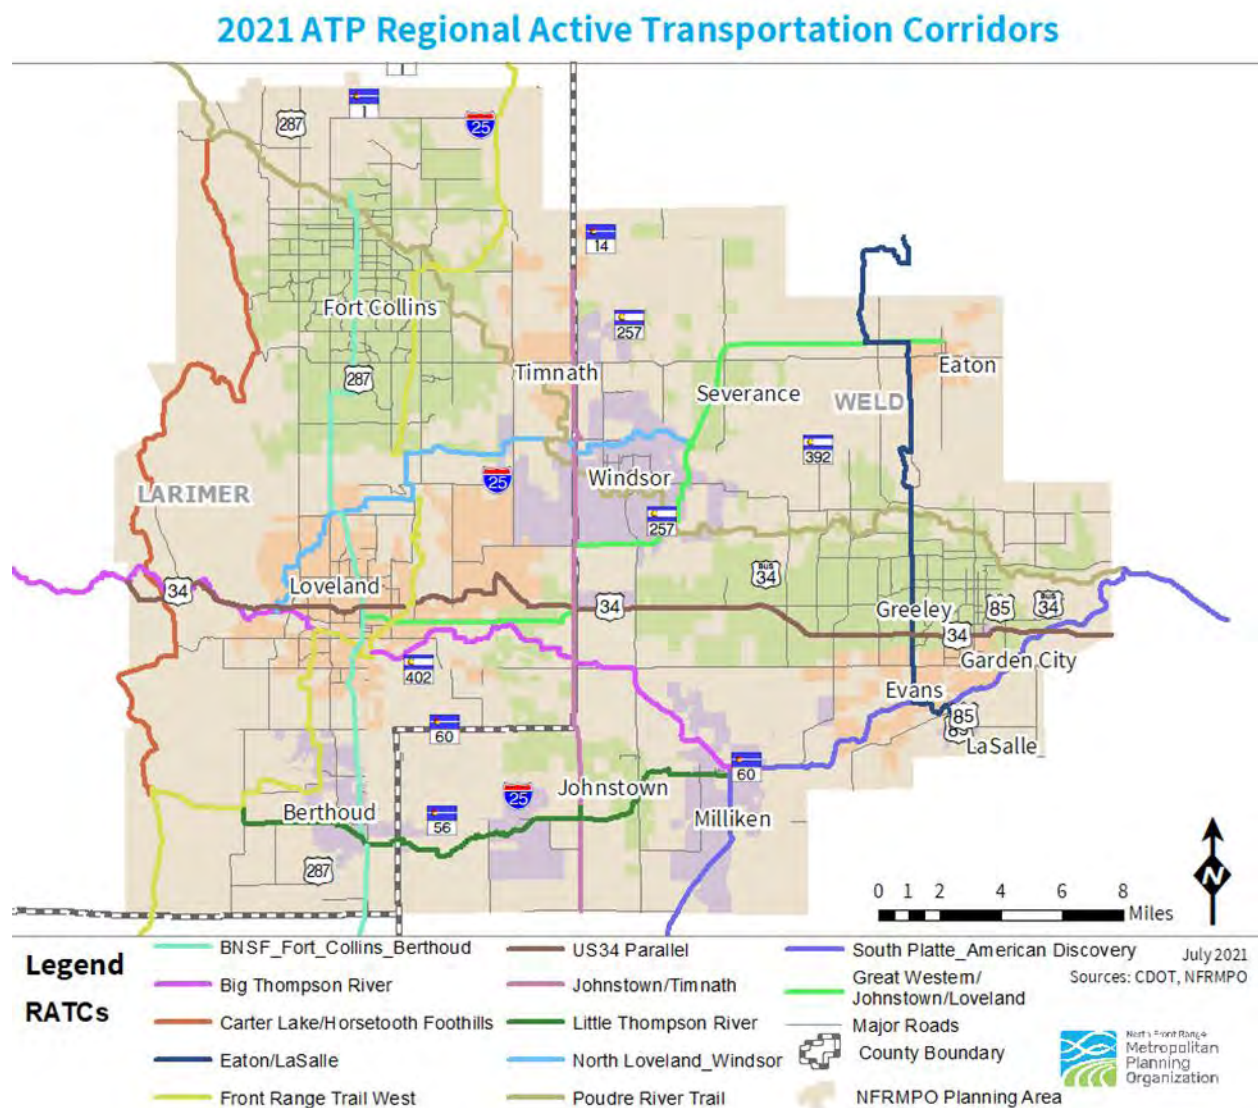 2021 ATP Regional Active Transportation Corridors
1
287
1
25
14
257
Fort Collins
287
Timnath
Eaton
Severance
WELD
392
LARIMER
25
Windsor
257
34
Loveland
BUS
34
34
Greeley
85
BUS
34
34
Garden City
402
Evans
85
60
LaSalle
60
Johnstown
25
Berthoud
56
Milliken
287
N
0 1 2 4 6 8
Miles
Legend
RATCs
BNSF_Fort_Collins_Berthoud
Big Thompson River
Carter Lake/Horsetooth Foothills
Eaton/LaSalle
Front Range Trail West
US34 Parallel
Johnstown/Timnath
Little Thompson River
North Loveland_Windsor
Poudre River Trail
South Platte_American Discovery
Great Western/
Johnstown/Loveland
Major Roads
County Boundary
NFRMPO Planning Area
July 2021
Sources: CDOT, NFRMPO
North Front Range
Metropolitan
Planning
Organization